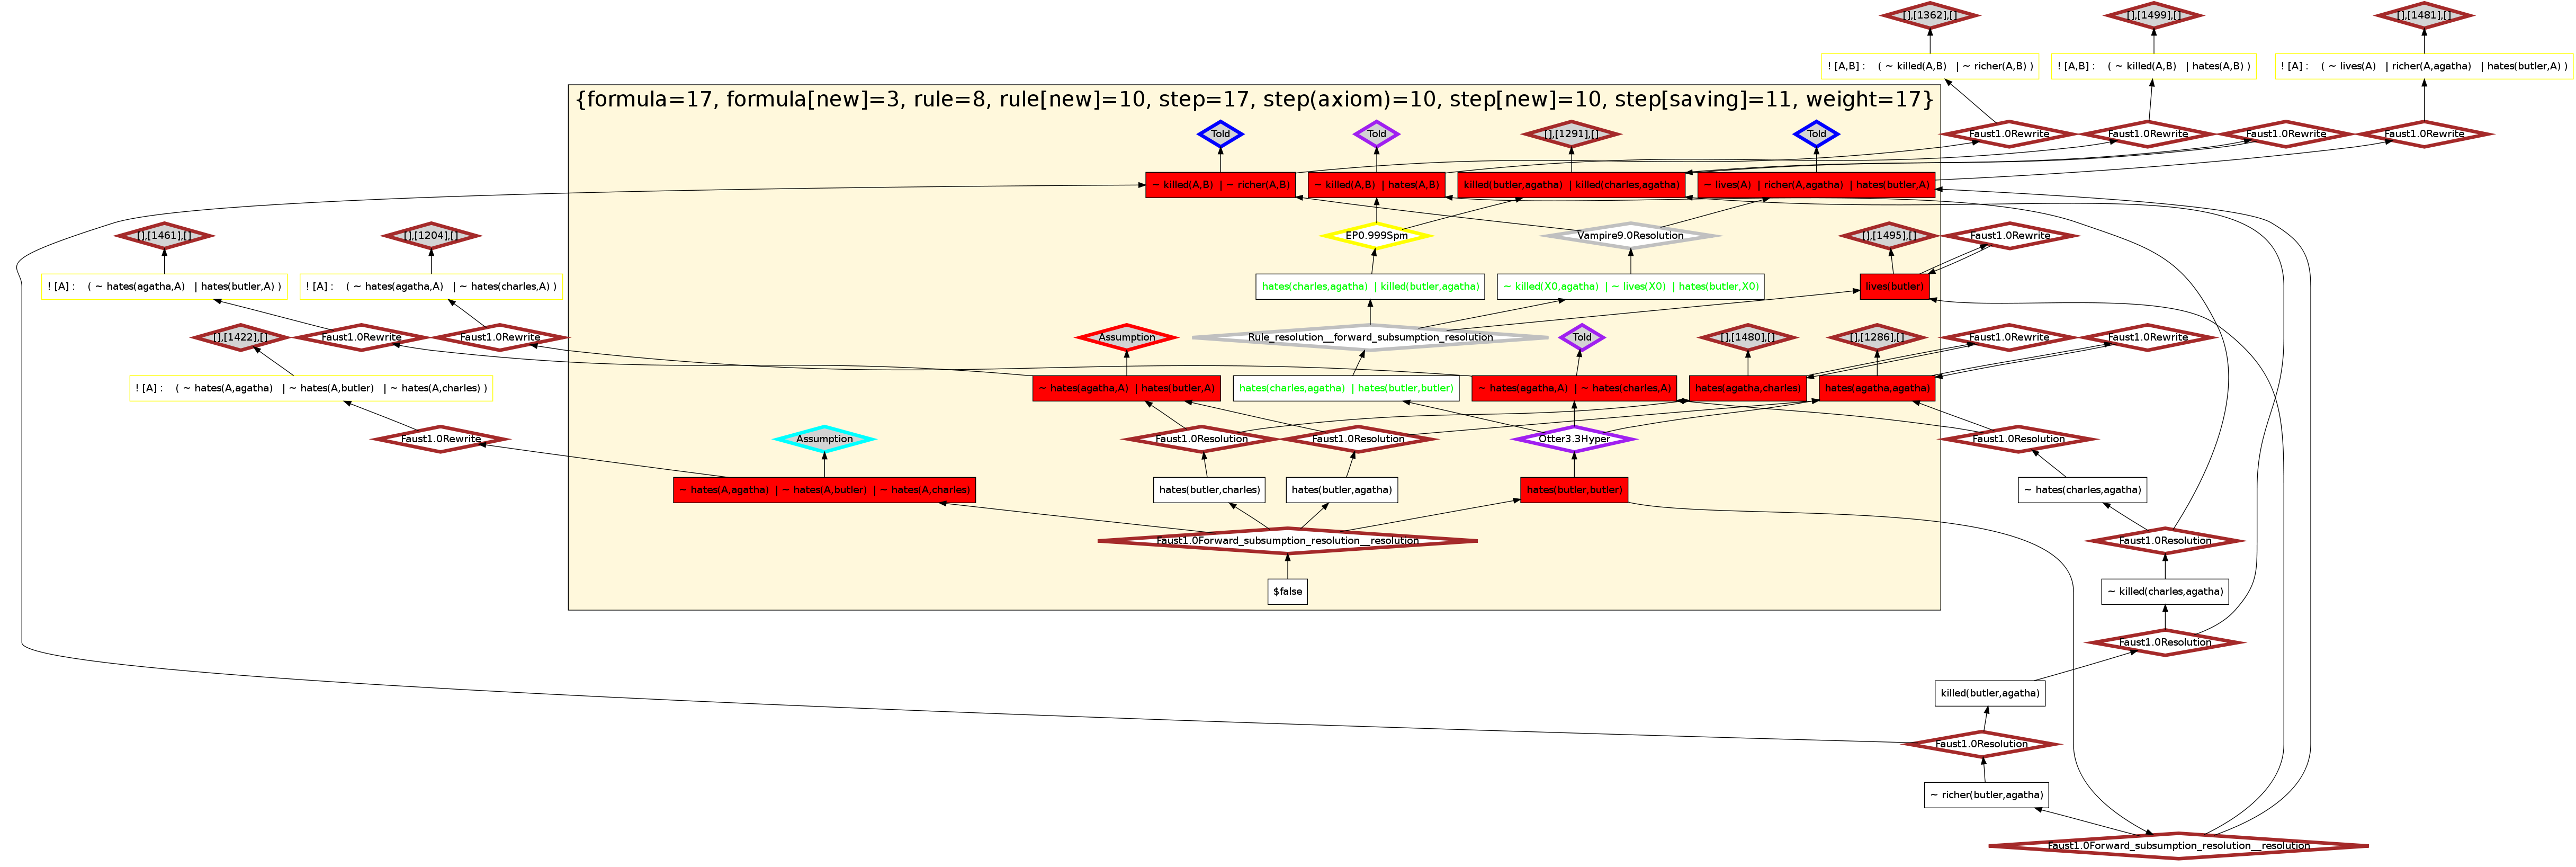 [],[1362],[]
[],[1499],[]
[],[1481],[]
! [A,B] : ( ~ killed(A,B) | ~ richer(A,B) )
! [A,B] : ( ~ killed(A,B) | hates(A,B) )
! [A] : ( ~ lives(A) | richer(A,agatha) | hates(butler,A) )
{formula=17, formula[new]=3, rule=8, rule[new]=10, step=17, step(axiom)=10, step[new]=10, step[saving]=11, weight=17}
Told
Told
[],[1291],[]
Told
Faust1.0Rewrite
Faust1.0Rewrite
Faust1.0Rewrite
Faust1.0Rewrite
~ killed(A,B) | ~ richer(A,B)
~ killed(A,B) | hates(A,B)
killed(butler,agatha) | killed(charles,agatha)
~ lives(A) | richer(A,agatha) | hates(butler,A)
[],[1461],[]
[],[1204],[]
EP0.999Spm
Vampire9.0Resolution
[],[1495],[]
Faust1.0Rewrite
! [A] : ( ~ hates(agatha,A) | hates(butler,A) )
! [A] : ( ~ hates(agatha,A) | ~ hates(charles,A) )
hates(charles,agatha) | killed(butler,agatha)
~ killed(X0,agatha) | ~ lives(X0) | hates(butler,X0)
lives(butler)
[],[1422],[]
Faust1.0Rewrite
Faust1.0Rewrite
Assumption
Rule_resolution__forward_subsumption_resolution
Told
[],[1480],[]
[],[1286],[]
Faust1.0Rewrite
Faust1.0Rewrite
! [A] : ( ~ hates(A,agatha) | ~ hates(A,butler) | ~ hates(A,charles) )
~ hates(agatha,A) | hates(butler,A)
hates(charles,agatha) | hates(butler,butler)
~ hates(agatha,A) | ~ hates(charles,A)
hates(agatha,charles)
hates(agatha,agatha)
Faust1.0Rewrite
Assumption
Faust1.0Resolution
Faust1.0Resolution
Otter3.3Hyper
Faust1.0Resolution
~ hates(A,agatha) | ~ hates(A,butler) | ~ hates(A,charles)
hates(butler,charles)
hates(butler,agatha)
hates(butler,butler)
~ hates(charles,agatha)
Faust1.0Forward_subsumption_resolution__resolution
Faust1.0Resolution
$false
~ killed(charles,agatha)
Faust1.0Resolution
killed(butler,agatha)
Faust1.0Resolution
~ richer(butler,agatha)
Faust1.0Forward_subsumption_resolution__resolution